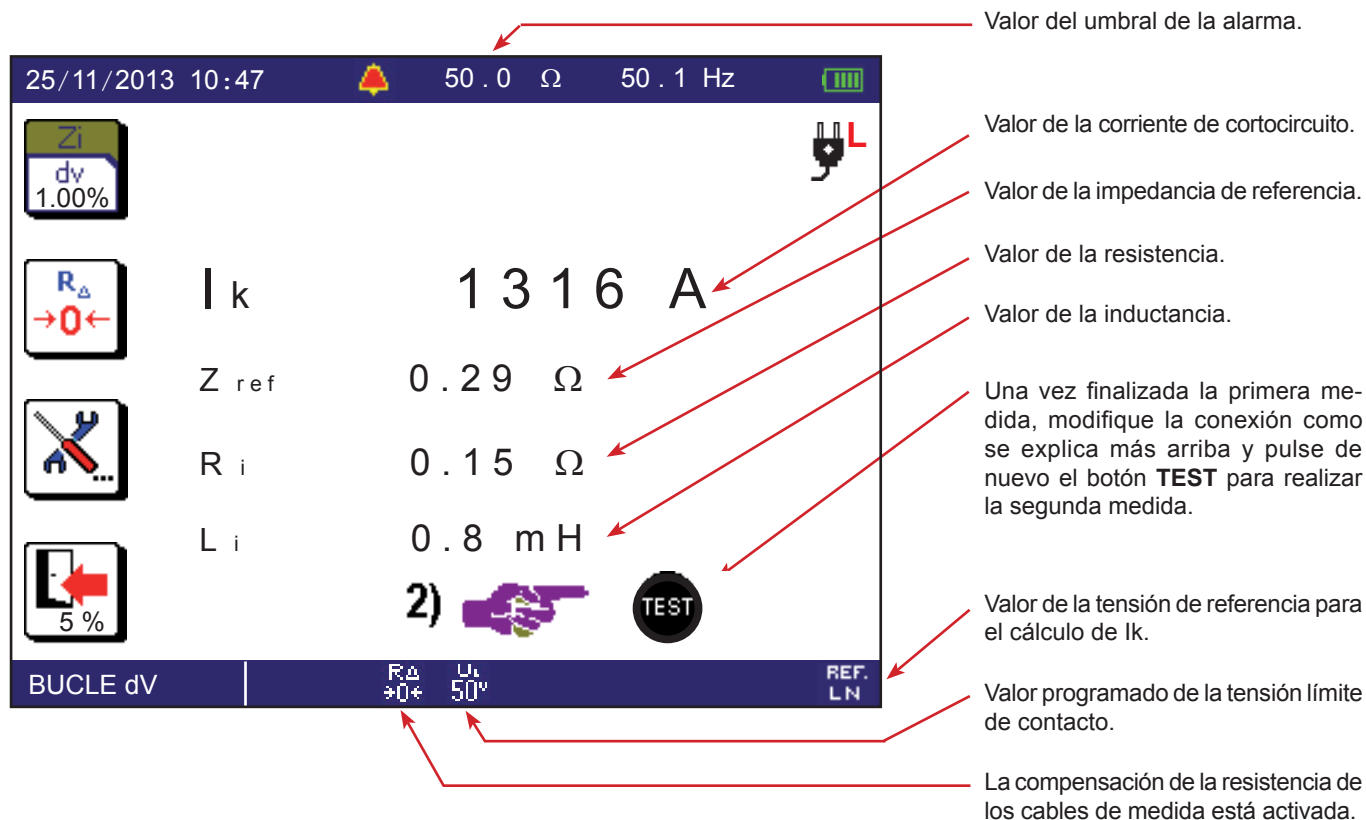 Valor del umbral de la alarma.
25/11/2013 10:47 50.0 Ω 50.1 Hz
Zi
dv
1.00%
L
Valor de la corriente de cortocircuito.
Valor de la impedancia de referencia.
Valor de la resistencia.
Valor de la inductancia.
RΔ
→0←
Ik 1316 A
Z ref 0.29 Ω
R i 0.15 Ω
...
L i 0.8 mH
5 %
2) TEST
Una vez finalizada la primera me-
dida, modifique la conexión como
se explica más arriba y pulse de
nuevo el botón TEST para realizar
la segunda medida.
BUCLE dV
RΔ
→0←
UL
50V
REF.
LN
Valor de la tensión de referencia para
el cálculo de Ik.
Valor programado de la tensión límite
de contacto.
La compensación de la resistencia de
los cables de medida está activada.